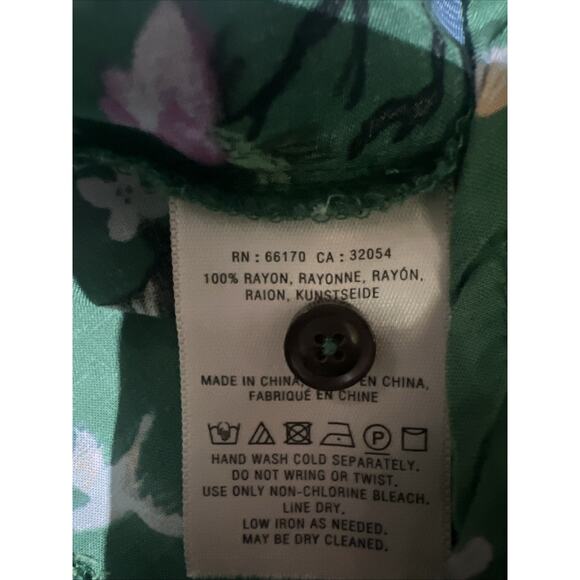 RN : 66170 CA : 32054
100% RAYON, RAYONNE, RAYÓN,
RAION, KUNSTSEIDE
MADE IN CHINA, EN CHINA,
FABRIQUÉ EN CHINE
P
HAND WASH COLD SEPARATELY.
DO NOT WRING OR TWIST.
USE ONLY NON-CHLORINE BLEACH.
LINE DRY.
LOW IRON AS NEEDED.
MAY BE DRY CLEANED.